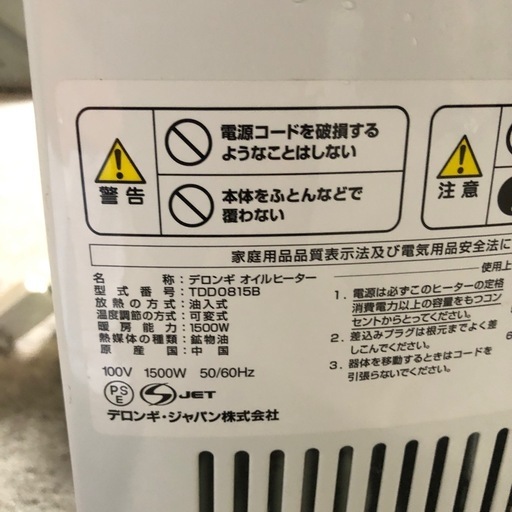 電源コードを破損する
ようなことはしない
警告
本体をふとんなどで
覆わない
注意
家庭用品品質表示法及び電気用品安全法に
名称:デロンギ オイルヒーター
型式番号:TDD0815B
放熱の方式:油入式
温度調節の方式:可変式
暖房能力:1500W
熱媒体の種類:鉱物油
原産国:中国
100V 1500W 50/60Hz
PSE JET
デロンギ・ジャパン株式会社
使用上
1. 電源は必ずこのヒーターの定格
消費電力以上の容量をもつコン
セントからとってください。
2. 差込みプラグは根元までよく差
しこんでください。
3. 器体を移動するときはコードを
引張らないでください。